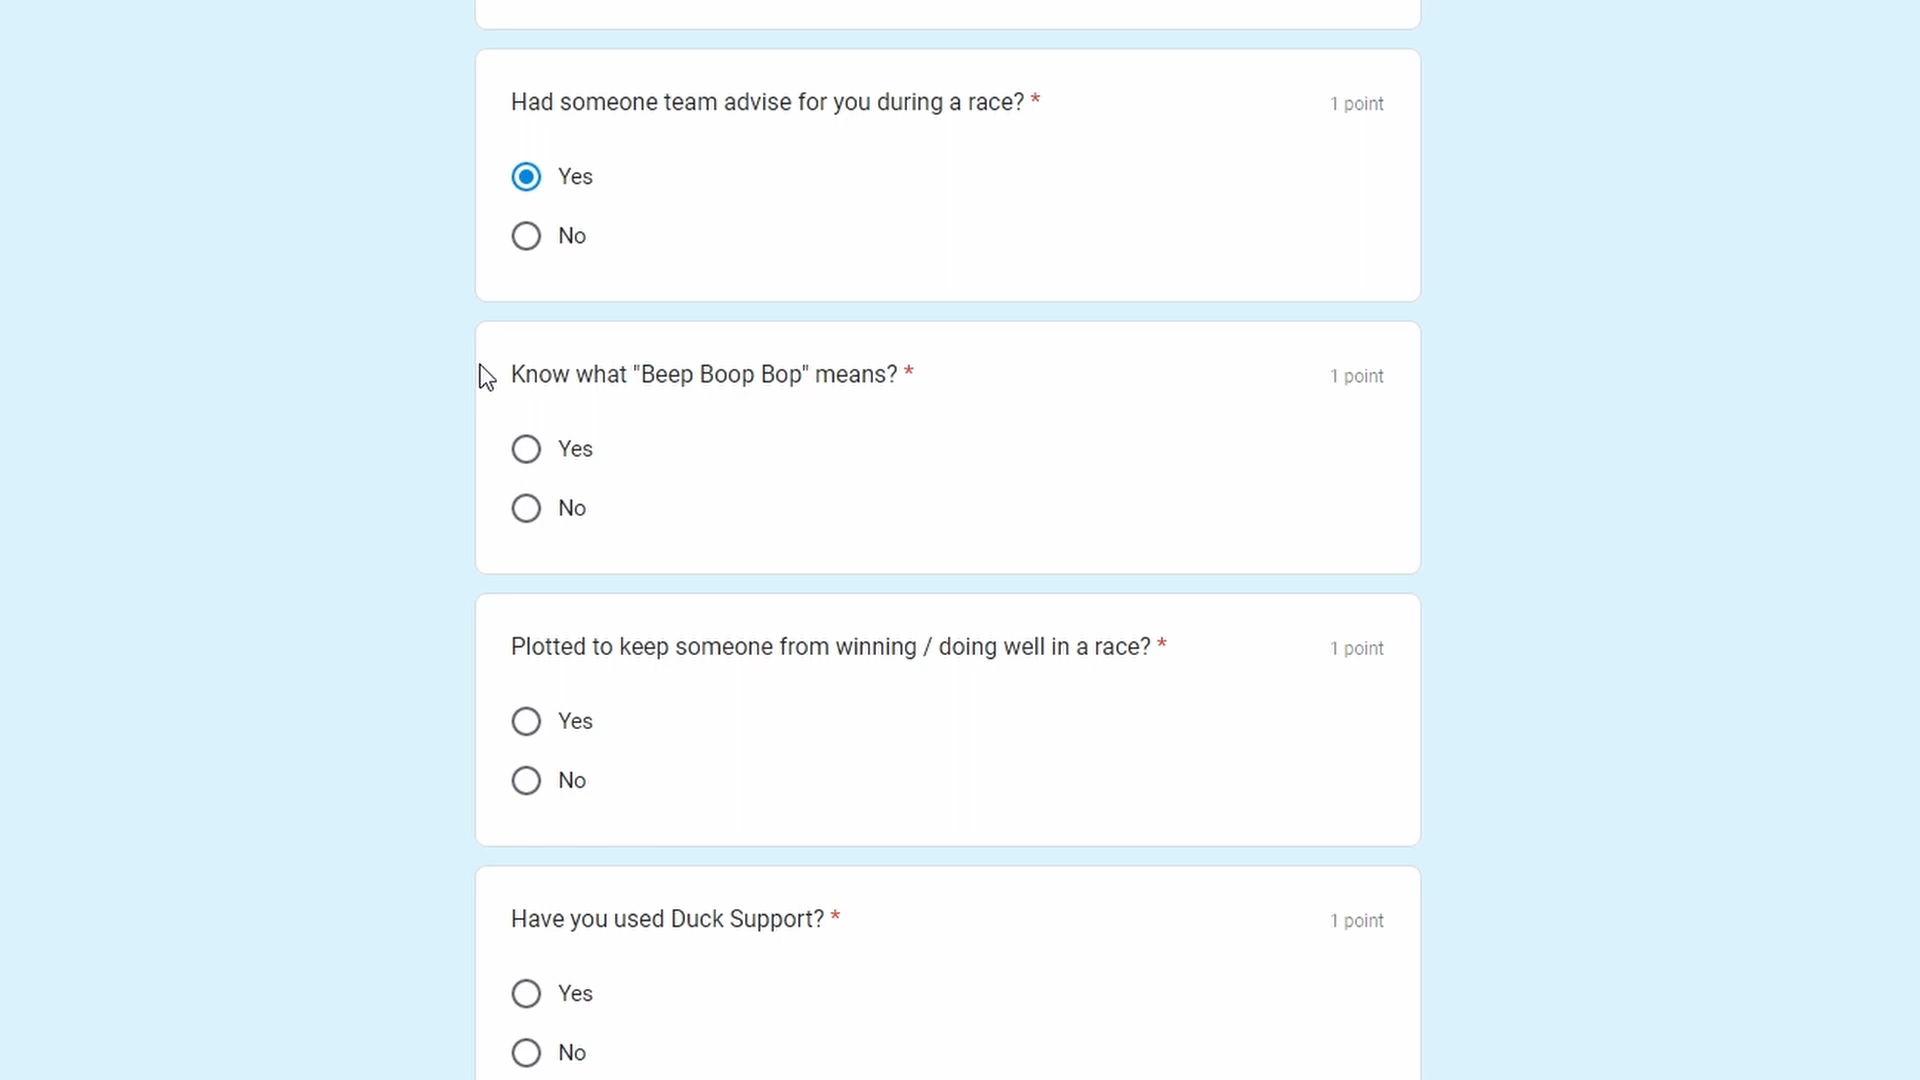 Had someone team advise for you during a race? *
1 point
Yes
No
Know what "Beep Boop Bop" means? *
1 point
Yes
No
Plotted to keep someone from winning / doing well in a race? *
1 point
Yes
No
Have you used Duck Support? *
1 point
Yes
No